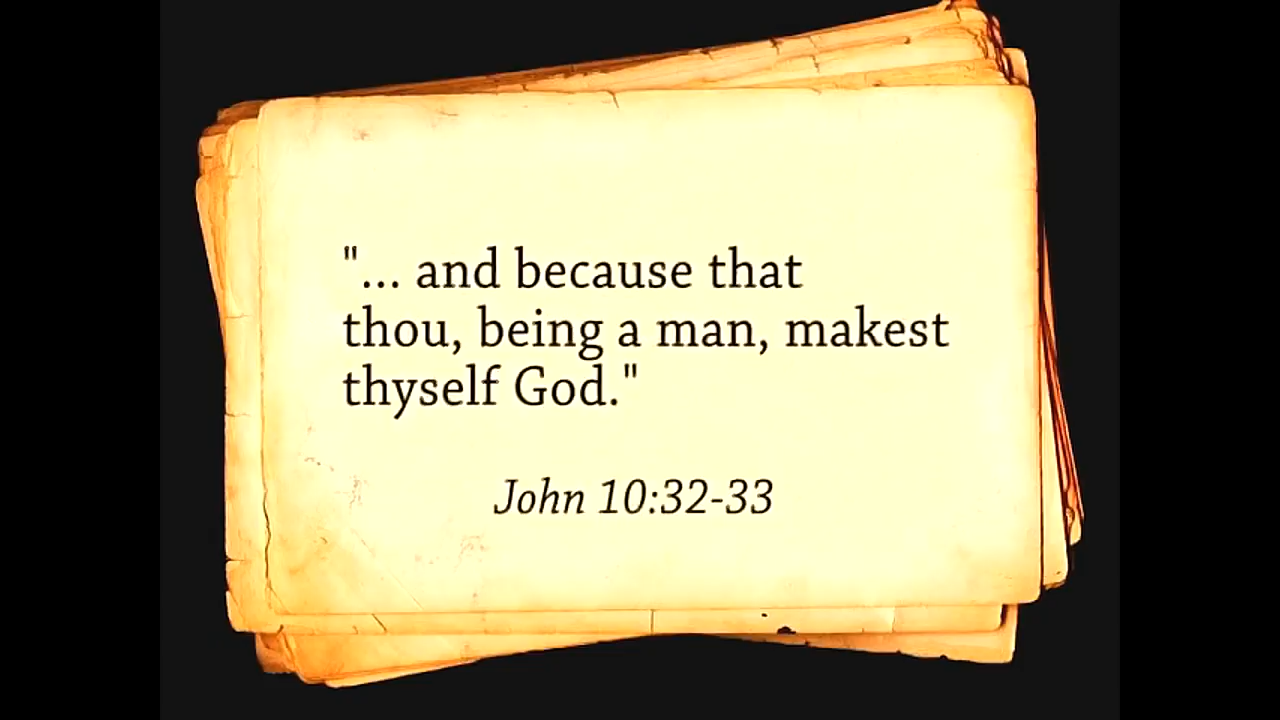 "... and because that
thou, being a man, makest
thyself God."
John 10:32-33